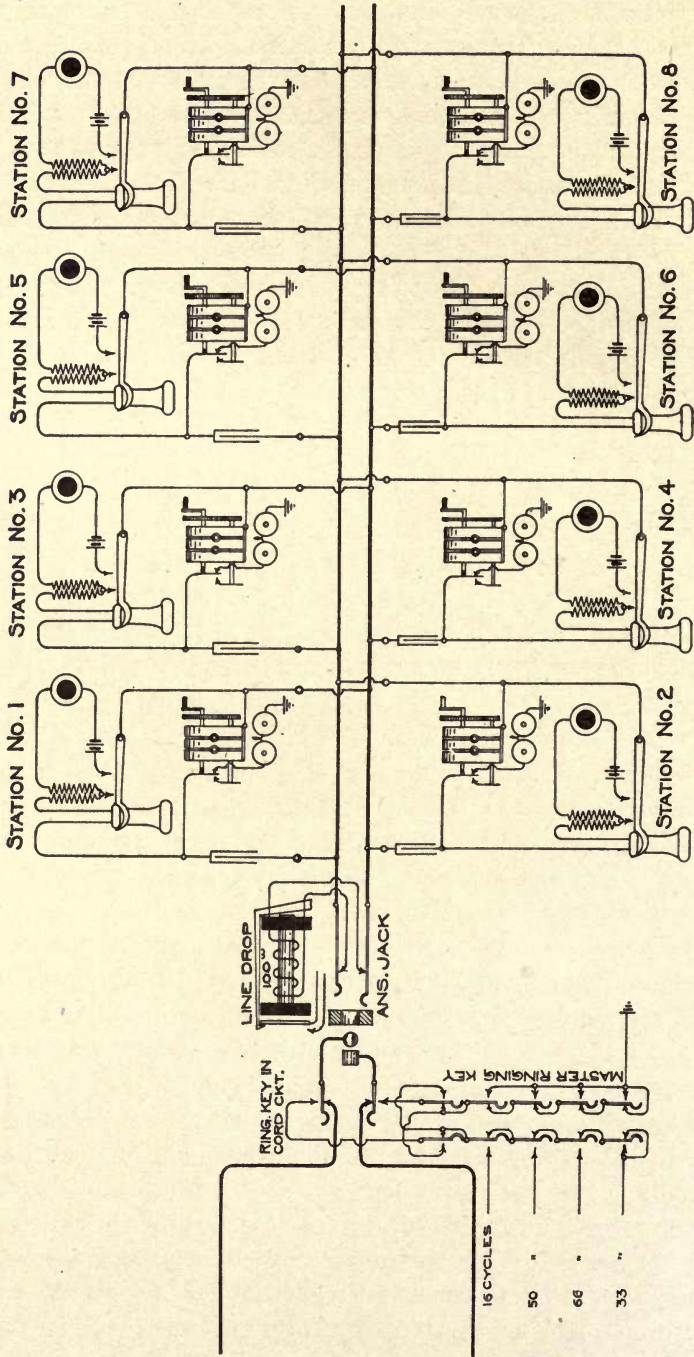 STATION No. 1
STATION No. 3
STATION No. 5
STATION No. 7
LINE DROP
100ω
ANS. JACK
RING. KEY IN
CORD CKT.
MASTER RINGING KEY
16 CYCLES
50 "
66 "
33 "
STATION No. 2
STATION No. 4
STATION No. 6
STATION No. 8